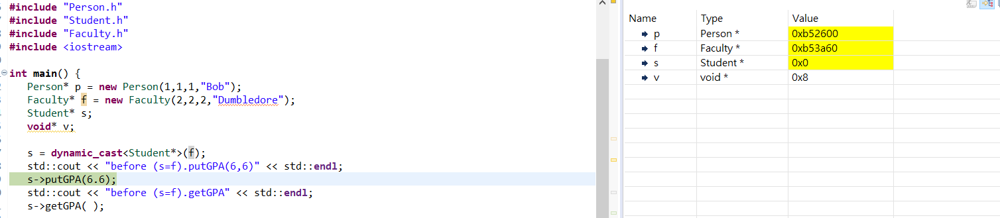 #include "Person.h"
#include "Student.h"
#include "Faculty.h"
#include <iostream>
int main() {
Person* p = new Person(1,1,1,"Bob");
Faculty* f = new Faculty(2,2,2,"Dumbledore");
Student* s;
void* v;
s = dynamic_cast<Student*>(f);
std::cout << "before (s=f).putGPA(6,6)" << std::endl;
s->putGPA(6.6);
std::cout << "before (s=f).getGPA" << std::endl;
s->getGPA( );
Name Type Value
p Person * 0xb52600
f Faculty * 0xb53a60
s Student * 0x0
v void * 0x8